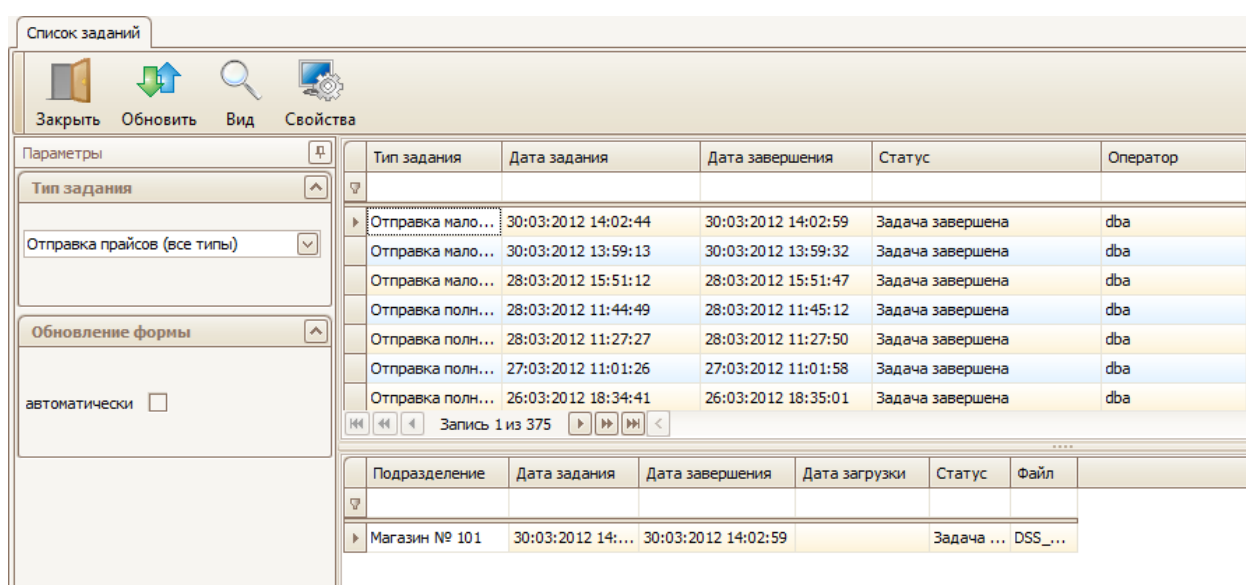 Список заданий
Закрыть Обновить Вид Свойства
Параметры
Тип задания
Отправка прайсов (все типы)
Обновление формы
автоматически
Тип задания Дата задания Дата завершения Статус Оператор
Отправка мало... 30:03:2012 14:02:44 30:03:2012 14:02:59 Задача завершена dba
Отправка мало... 30:03:2012 13:59:13 30:03:2012 13:59:32 Задача завершена dba
Отправка мало... 28:03:2012 15:51:12 28:03:2012 15:51:47 Задача завершена dba
Отправка полн... 28:03:2012 11:44:49 28:03:2012 11:45:12 Задача завершена dba
Отправка полн... 28:03:2012 11:27:27 28:03:2012 11:27:50 Задача завершена dba
Отправка полн... 27:03:2012 11:01:26 27:03:2012 11:01:58 Задача завершена dba
Отправка полн... 26:03:2012 18:34:41 26:03:2012 18:35:01 Задача завершена dba
Запись 1 из 375
Подразделение Дата задания Дата завершения Дата загрузки Статус Файл
Магазин № 101 30:03:2012 14:... 30:03:2012 14:02:59 Задача ... DSS_...